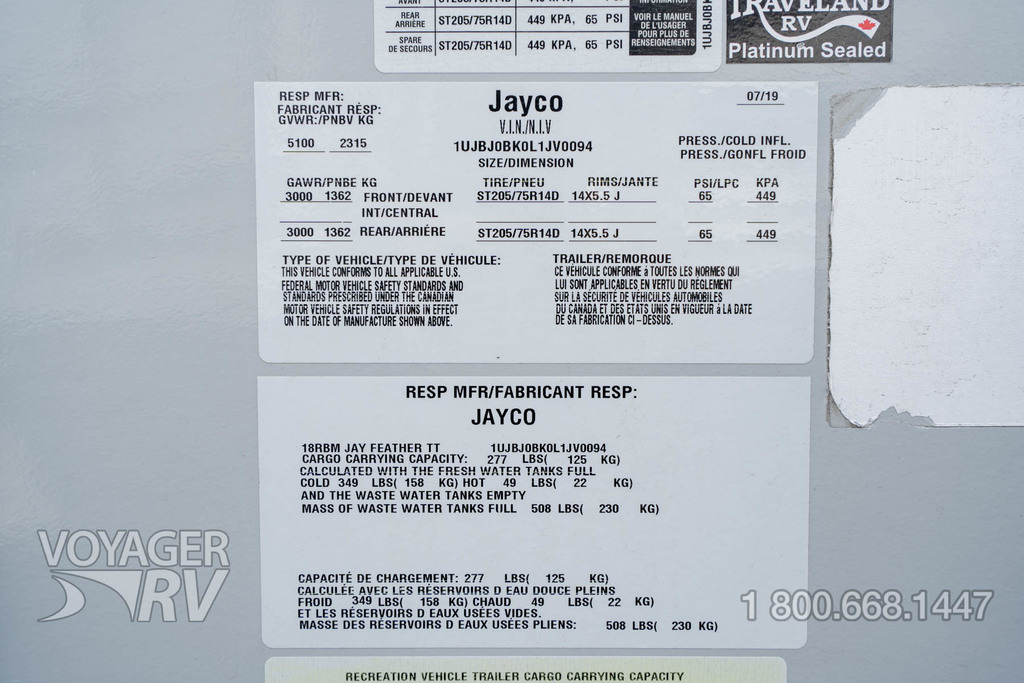 REAR
ARRIÈRE ST205/75R14D 449 KPA, 65 PSI
SPARE
DE SECOURS ST205/75R14D 449 KPA, 65 PSI
VOIR LE MANUEL
DE L'USAGER
POUR PLUS DE
RENSEIGNEMENTS
TRAVELAND
RV
Platinum Sealed
RESP MFR:
FABRICANT RÉSP:
GVWR:/PNBV KG
Jayco
07/19
V.I.N./N.I.V
5100 2315
1UJBJ0BK0L1JV0094
SIZE/DIMENSION
PRESS./COLD INFL.
PRESS./GONFL FROID
GAWR/PNBE KG TIRE/PNEU RIMS/JANTE PSI/LPC KPA
3000 1362 FRONT/DEVANT ST205/75R14D 14X5.5 J 65 449
INT/CENTRAL
3000 1362 REAR/ARRIÉRE ST205/75R14D 14X5.5 J 65 449
TYPE OF VEHICLE/TYPE DE VÉHICULE: TRAILER/REMORQUE
THIS VEHICLE CONFORMS TO ALL APPLICABLE U.S.
FEDERAL MOTOR VEHICLE SAFETY STANDARDS AND
STANDARDS PRESCRIBED UNDER THE CANADIAN
MOTOR VEHICLE SAFETY REGULATIONS IN EFFECT
ON THE DATE OF MANUFACTURE SHOWN ABOVE.
CE VÉHICULE CONFORME à TOUTES LES NORMES QUI
LUI SONT APPLICABLES EN VERTU DU RÈGLEMENT
SUR LA SÉCURITÉ DE VÉHICULES AUTOMOBILES
DU CANADA ET DES ÉTATS UNIS EN VIGUEUR à LA DATE
DE SA FABRICATION CI-DESSUS.
RESP MFR/FABRICANT RESP:
JAYCO
18RBM JAY FEATHER TT 1UJBJ0BK0L1JV0094
CARGO CARRYING CAPACITY: 277 LBS( 125 KG)
CALCULATED WITH THE FRESH WATER TANKS FULL
COLD 349 LBS( 158 KG) HOT 49 LBS( 22 KG)
AND THE WASTE WATER TANKS EMPTY
MASS OF WASTE WATER TANKS FULL 508 LBS( 230 KG)
CAPACITÉ DE CHARGEMENT: 277 LBS( 125 KG)
CALCULÉE AVEC LES RÉSERVOIRS D EAU DOUCE PLEINS
FROID 349 LBS( 158 KG) CHAUD 49 LBS( 22 KG)
ET LES RÉSERVOIRS D EAUX USÉES VIDES.
MASSE DES RÉSERVOIRS D EAUX USÉES PLIENS: 508 LBS( 230 KG)
VOYAGER
RV
1 800.668.1447
RECREATION VEHICLE TRAILER CARGO CARRYING CAPACITY